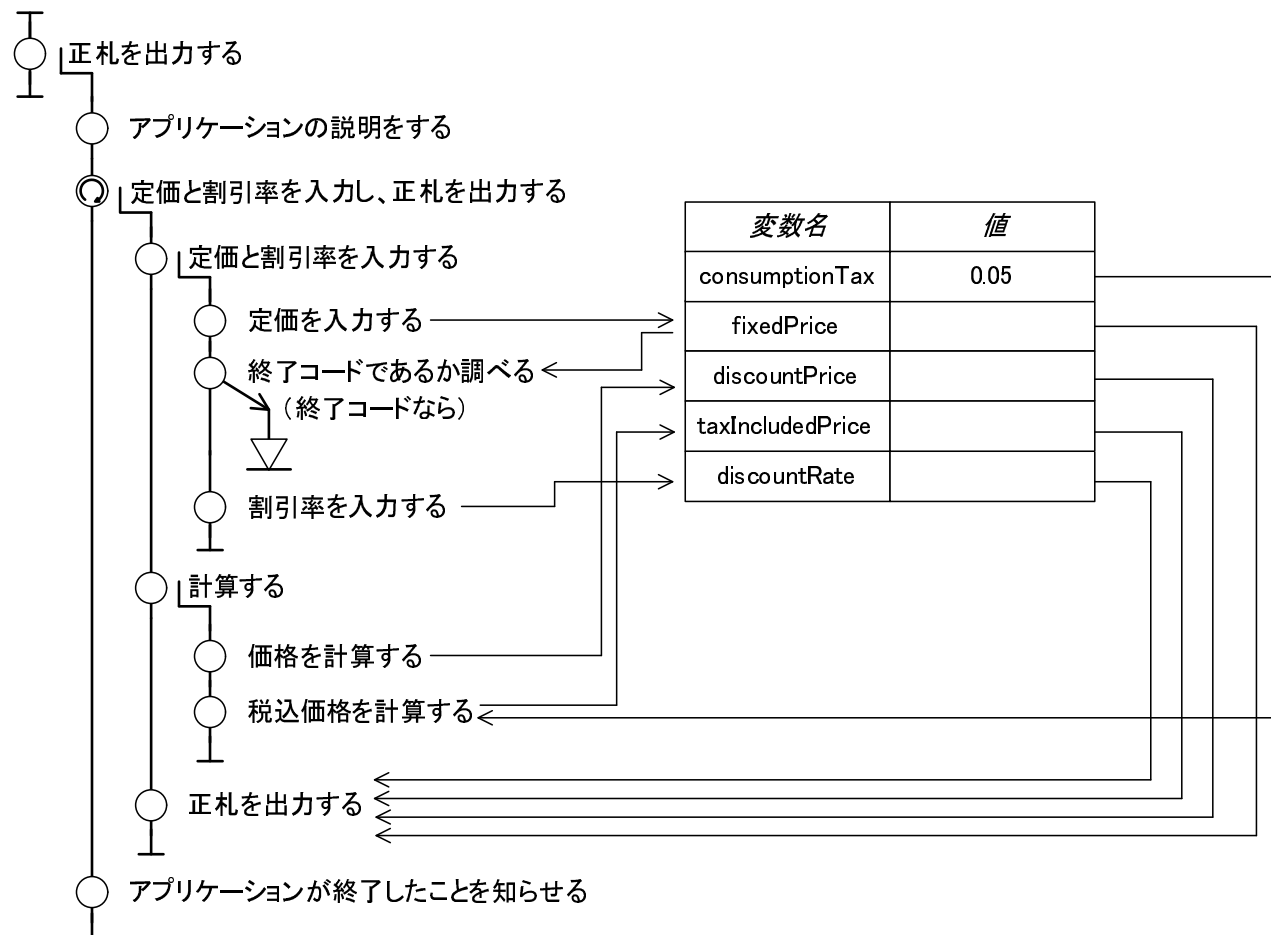 正札を出力する
アプリケーションの説明をする
定価と割引率を入力し、正札を出力する
定価と割引率を入力する
定価を入力する
終了コードであるか調べる
（終了コードなら）
割引率を入力する
計算する
価格を計算する
税込価格を計算する
正札を出力する
アプリケーションが終了したことを知らせる
変数名 値
consumptionTax 0.05
fixedPrice
discountPrice
taxIncludedPrice
discountRate